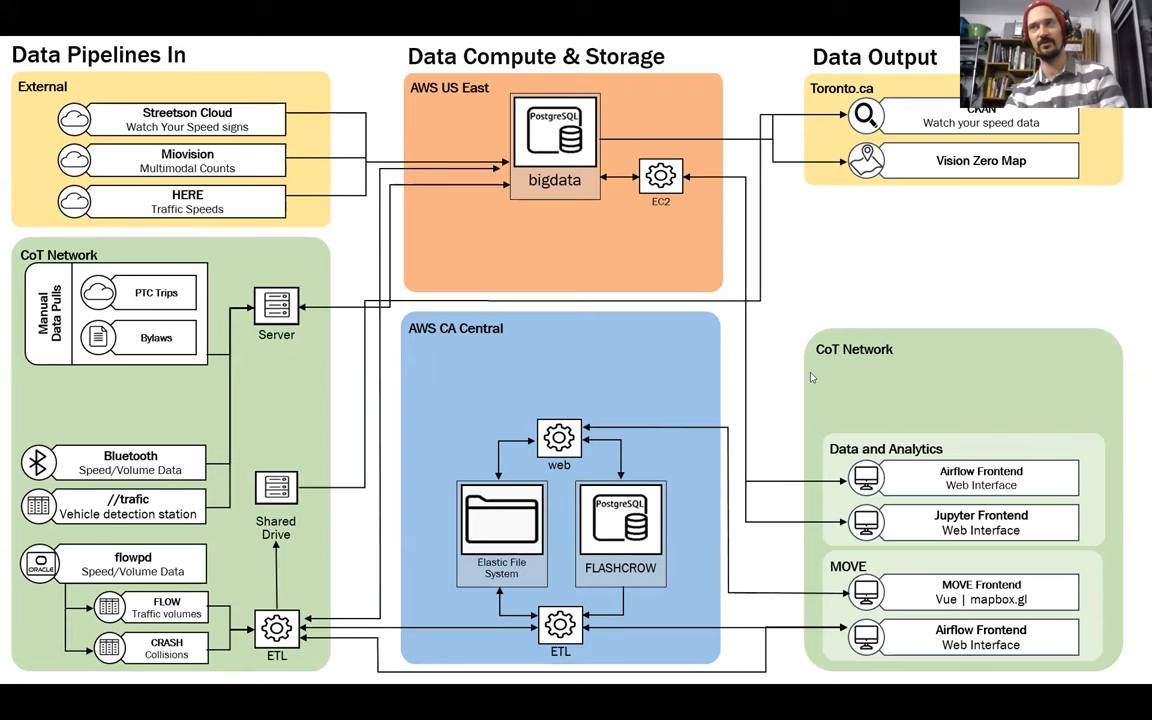 Data Pipelines In
External
Streetson Cloud
Watch Your Speed signs
Miovision
Multimodal Counts
HERE
Traffic Speeds
CoT Network
Manual
Data Pulls
PTC Trips
Bylaws
Server
Bluetooth
Speed/Volume Data
//trafic
Vehicle detection station
Shared
Drive
flowpd
Speed/Volume Data
ORACLE
FLOW
Traffic volumes
CRASH
Collisions
ETL
Data Compute & Storage
AWS US East
PostgreSQL
bigdata
EC2
AWS CA Central
web
Elastic File
System
PostgreSQL
FLASHCROW
ETL
Data Output
Toronto.ca
CKAN
Watch your speed data
Vision Zero Map
CoT Network
Data and Analytics
Airflow Frontend
Web Interface
Jupyter Frontend
Web Interface
MOVE
MOVE Frontend
Vue | mapbox.gl
Airflow Frontend
Web Interface